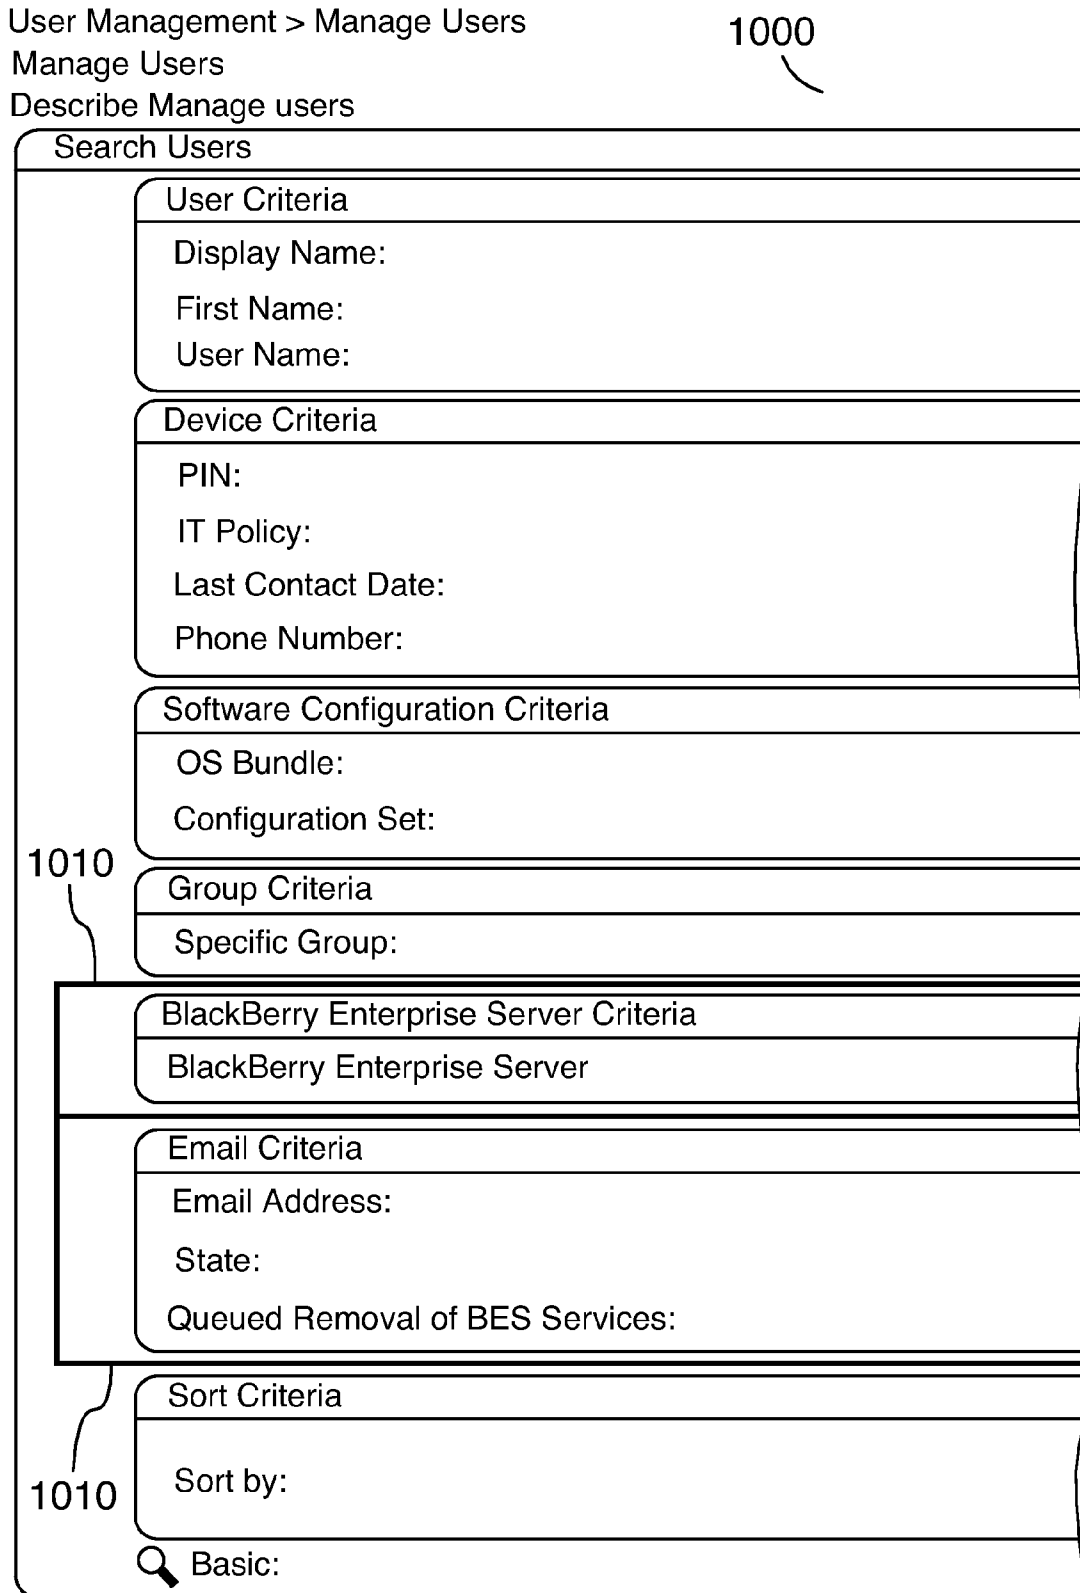 User Management > Manage Users
1000
Manage Users
Describe Manage users
Search Users
User Criteria
Display Name:
First Name:
User Name:
Device Criteria
PIN:
IT Policy:
Last Contact Date:
Phone Number:
Software Configuration Criteria
OS Bundle:
Configuration Set:
1010
Group Criteria
Specific Group:
BlackBerry Enterprise Server Criteria
BlackBerry Enterprise Server
Email Criteria
Email Address:
State:
Queued Removal of BES Services:
Sort Criteria
Sort by:
1010
Basic: